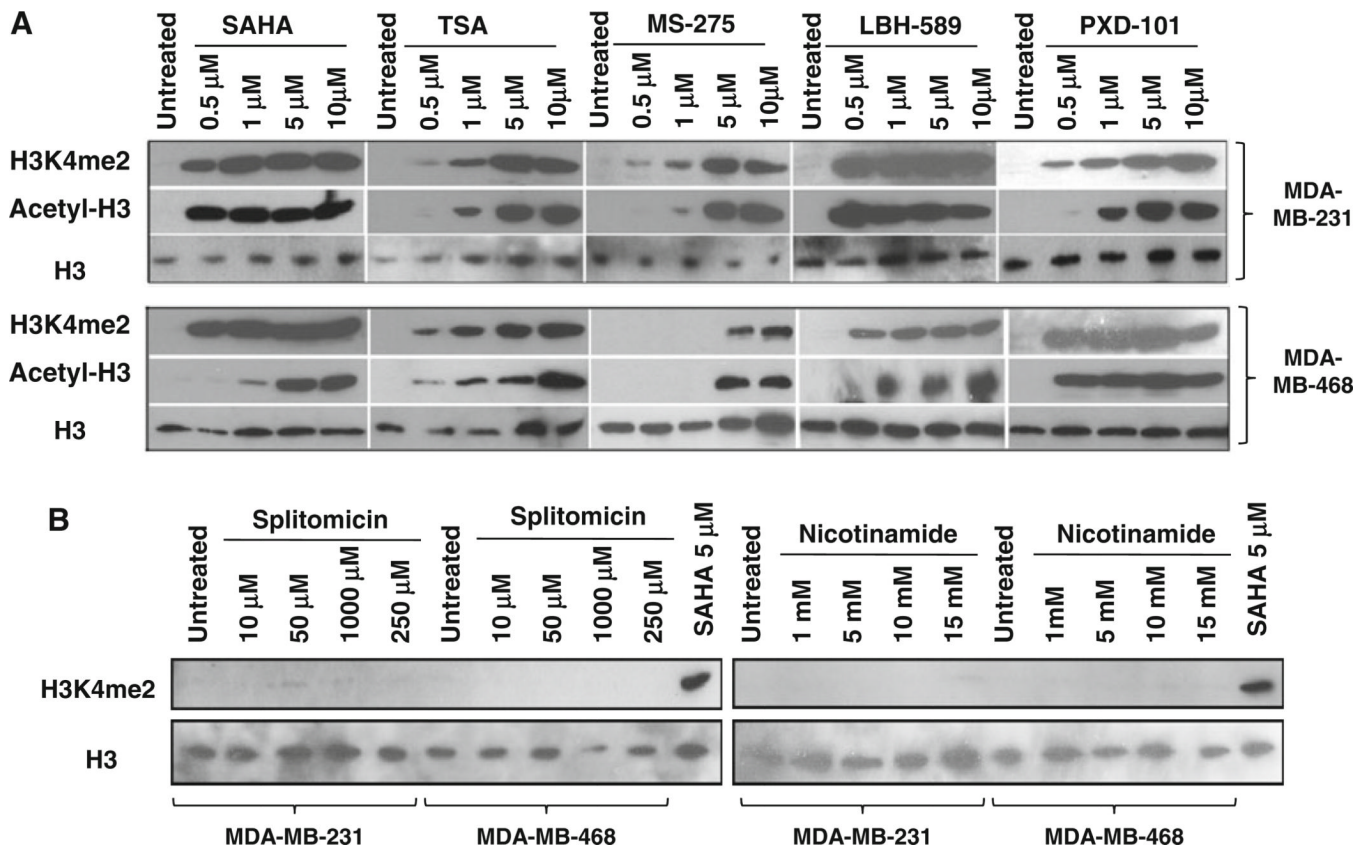 A
SAHA TSA MS-275 LBH-589 PXD-101
Untreated 0.5 µM 1 µM 5 µM 10µM Untreated 0.5 µM 1 µM 5 µM 10µM Untreated 0.5 µM 1 µM 5 µM 10µM Untreated 0.5 µM 1 µM 5 µM 10µM Untreated 0.5 µM 1 µM 5 µM 10µM
H3K4me2
Acetyl-H3
H3
MDA-
MB-231
H3K4me2
Acetyl-H3
H3
MDA-
MB-468
B
Splitomicin Splitomicin Nicotinamide Nicotinamide
Untreated 10 µM 50 µM 1000 µM 250 µM Untreated 10 µM 50 µM 1000 µM 250 µM SAHA 5 µM Untreated 1 mM 5 mM 10 mM 15 mM Untreated 1mM 5 mM 10 mM 15 mM SAHA 5 µM
H3K4me2
H3
MDA-MB-231 MDA-MB-468 MDA-MB-231 MDA-MB-468